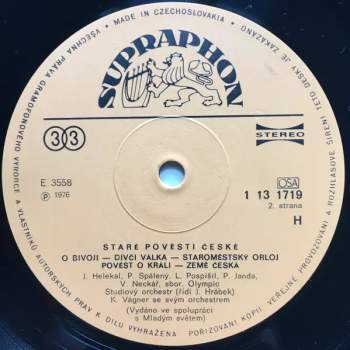 • MADE IN CZECHOSLOVAKIA •
VŠECHNA PRÁVA GRAMOFONOVÉHO VÝROBCE A VLASTNÍKŮ AUTORSKÝCH PRÁV K DÍLU VYHRAŽENA
POŘIZOVÁNÍ KOPIÍ, VEŘEJNÉ PROVOZOVÁNÍ A ROZHLASOVÉ ŠÍŘENÍ TÉTO DESKY JE ZAKÁZÁNO
SUPRAPHON
33
STEREO
E 3558
℗ 1976
OSA
1 13 1719
2. strana
H
STARÉ POVĚSTI ČESKÉ
O BIVOJI — DÍVČÍ VÁLKA — STAROMĚSTSKÝ ORLOJ
POVĚST O KRÁLI — ZEMĚ ČESKÁ
J. Helekal, P. Spálený, L. Pospíšil, P. Janda,
V. Neckář, sbor, Olympic
Studiový orchestr (řídí I. Hrábek)
K. Vágner se svým orchestrem
(Vydáno ve spolupráci
s Mladým světem)